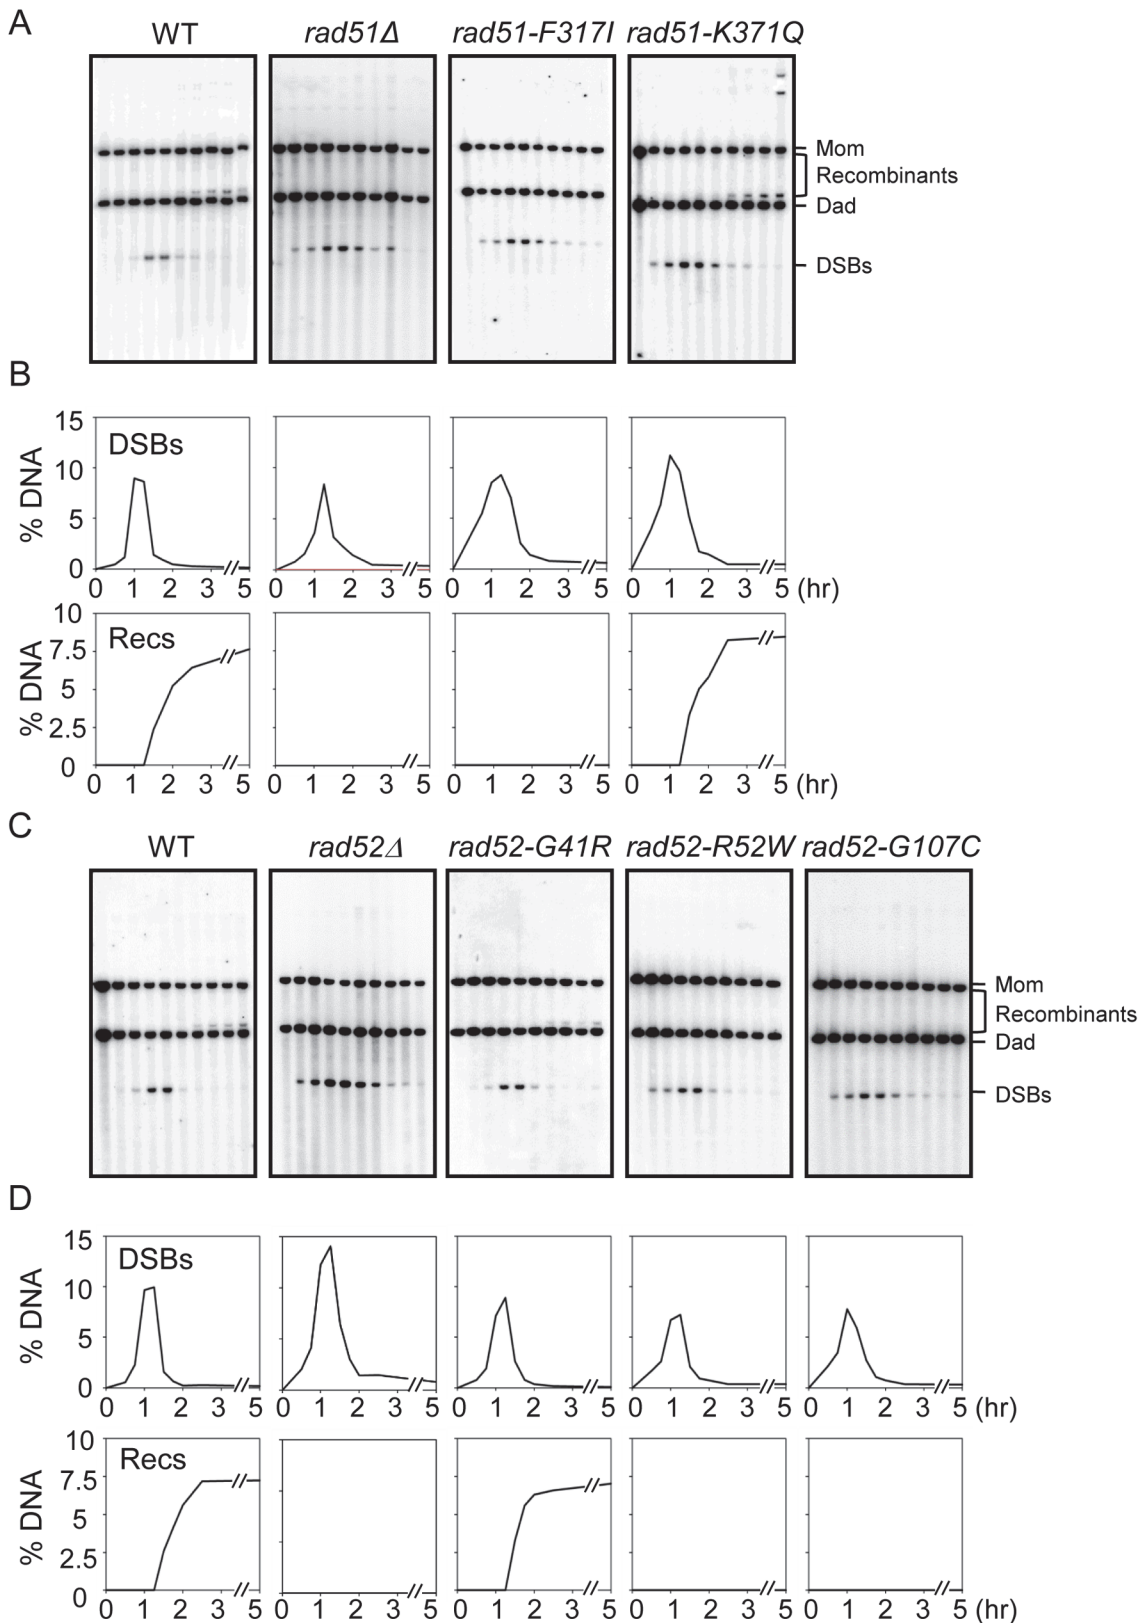 A
WT rad51Δ rad51-F317I rad51-K371Q
Mom
Recombinants
Dad
DSBs
B
15
10
5
0
% DNA
DSBs
0 1 2 3 5 0 1 2 3 5 0 1 2 3 5 0 1 2 3 5 (hr)
10
7.5
5
2.5
0
% DNA
Recs
0 1 2 3 5 0 1 2 3 5 0 1 2 3 5 0 1 2 3 5 (hr)
C
WT rad52Δ rad52-G41R rad52-R52W rad52-G107C
Mom
Recombinants
Dad
DSBs
D
15
10
5
0
% DNA
DSBs
0 1 2 3 5 0 1 2 3 5 0 1 2 3 5 0 1 2 3 5 0 1 2 3 5 (hr)
10
7.5
5
2.5
0
% DNA
Recs
0 1 2 3 5 0 1 2 3 5 0 1 2 3 5 0 1 2 3 5 0 1 2 3 5 (hr)